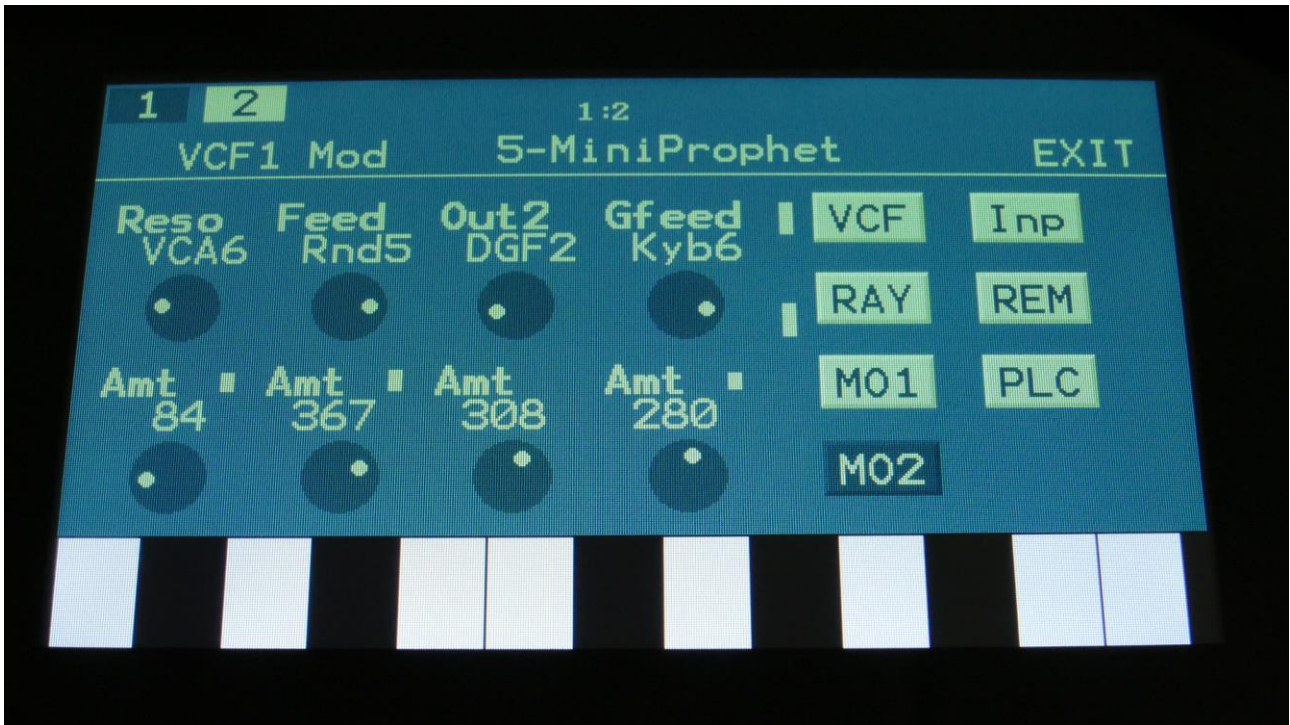 1 2 1:2
VCF1 Mod 5-MiniProphet EXIT
Reso Feed Out2 Gfeed VCF Inp
VCA6 Rnd5 DGF2 Kyb6
RAY REM
Amt Amt Amt Amt MO1 PLC
84 367 308 280
MO2